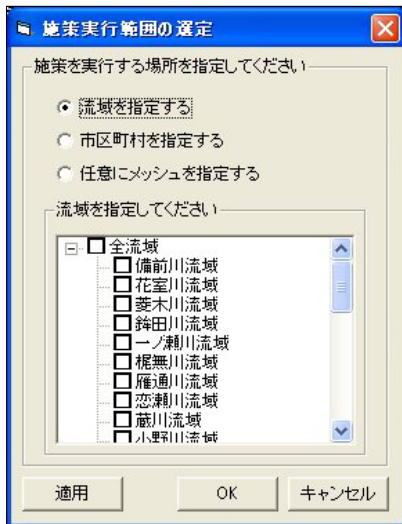 施策実行範囲の選定
施策を実行する場所を指定してください
流域を指定する
市区町村を指定する
任意にメッシュを指定する
流域を指定してください
全流域
備前川流域
花室川流域
菱木川流域
鉾田川流域
一ノ瀬川流域
梶無川流域
雁通川流域
恋瀬川流域
蔵川流域
小野川流域
適用
OK
キャンセル